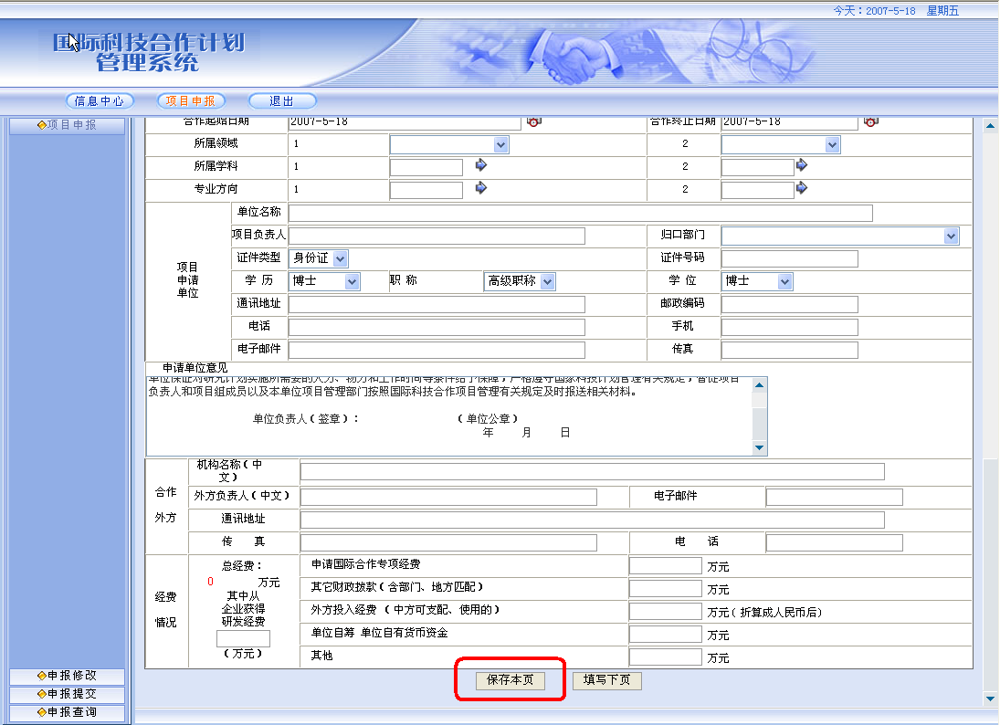 今天：2007-5-18 星期五
国际科技合作计划
管理系统
信息中心 项目申报 退出
项目申报
合作起始日期 2007-5-18 合作终止日期 2007-5-18
所属领域 1 2
所属学科 1 2
专业方向 1 2
项目
申请
单位
单位名称
项目负责人 归口部门
证件类型 身份证 证件号码
学 历 博士 职 称 高级职称 学 位 博士
通讯地址 邮政编码
电话 手机
电子邮件 传真
申请单位意见
单位保证对研究计划实施所需要的人力、物力和工作时间等条件给予保障，严格遵守国家科技计划管理有关规定，督促项目
负责人和项目组成员以及本单位项目管理部门按照国际科技合作项目管理有关规定及时报送相关材料。
单位负责人（签章）： （单位公章）
年 月 日
合作
外方
机构名称（中
文）
外方负责人（中文） 电子邮件
通讯地址
传 真 电 话
经费
情况
总经费：
0 万元
其中从
企业获得
研发经费
（万元）
申请国际合作专项经费 万元
其它财政拨款（含部门、地方匹配） 万元
外方投入经费 （中方可支配、使用的） 万元（折算成人民币后）
单位自筹 单位自有货币资金 万元
其他 万元
保存本页 填写下页
申报修改
申报提交
申报查询